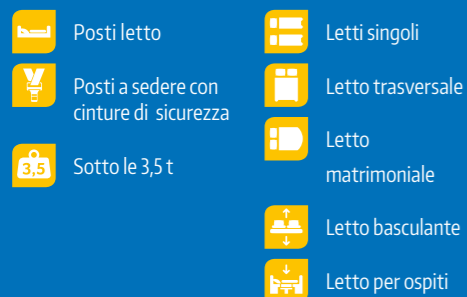 Posti letto
Posti a sedere con
cinture di sicurezza
3,5
Sotto le 3,5 t
Letti singoli
Letto trasversale
Letto
matrimoniale
Letto basculante
Letto per ospiti